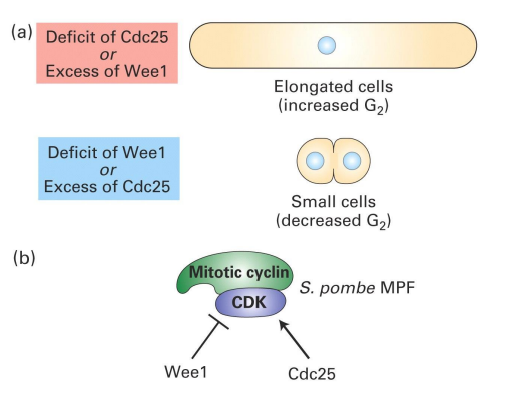 (a)
Deficit of Cdc25
or
Excess of Wee1
Elongated cells
(increased G₂)
Deficit of Wee1
or
Excess of Cdc25
Small cells
(decreased G₂)
(b)
Mitotic cyclin
CDK
S. pombe MPF
Wee1
Cdc25